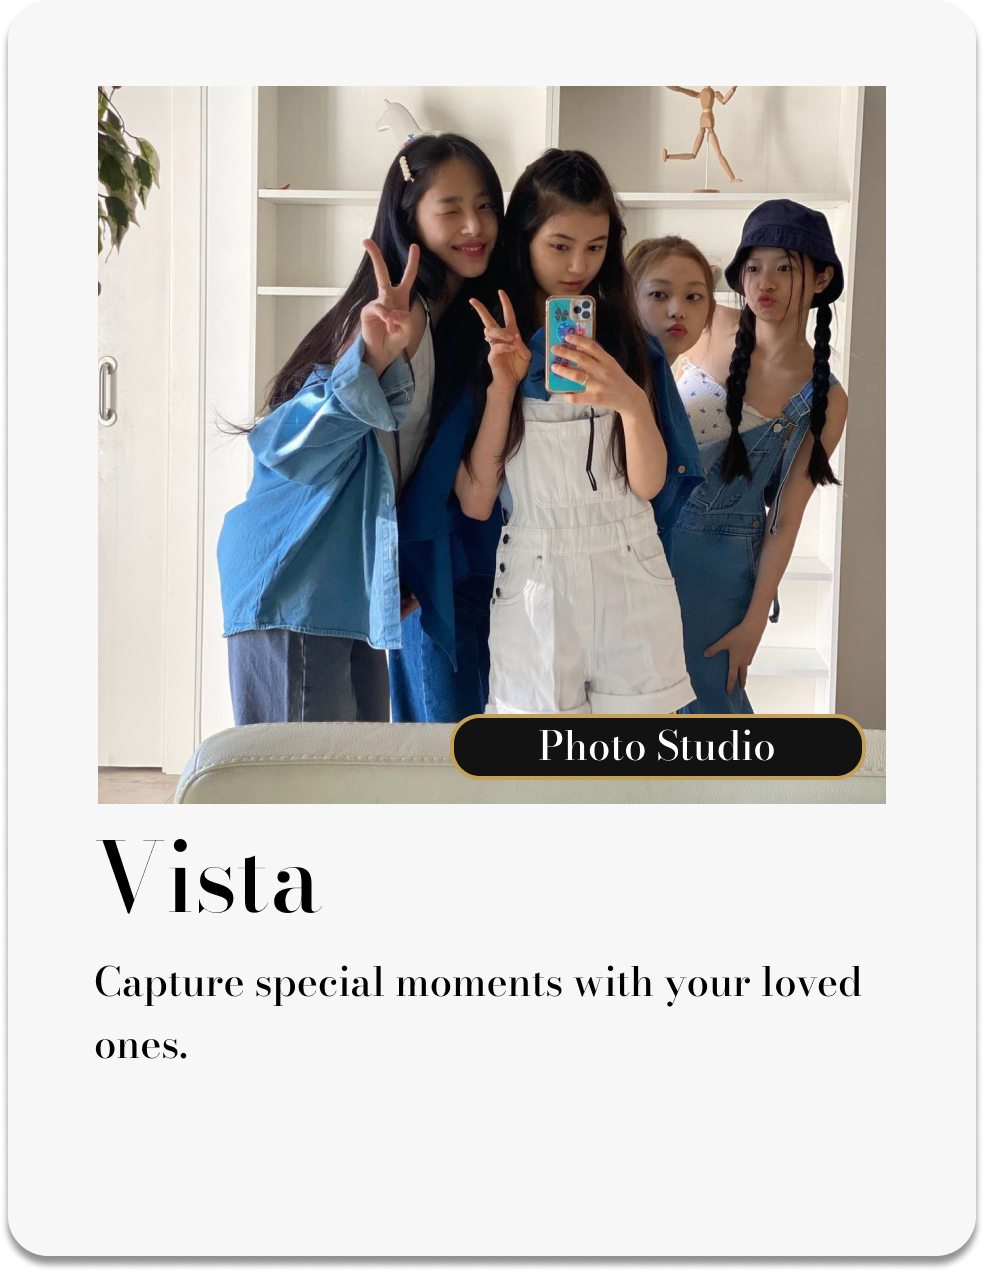 Photo Studio
Vista
Capture special moments with your loved
ones.